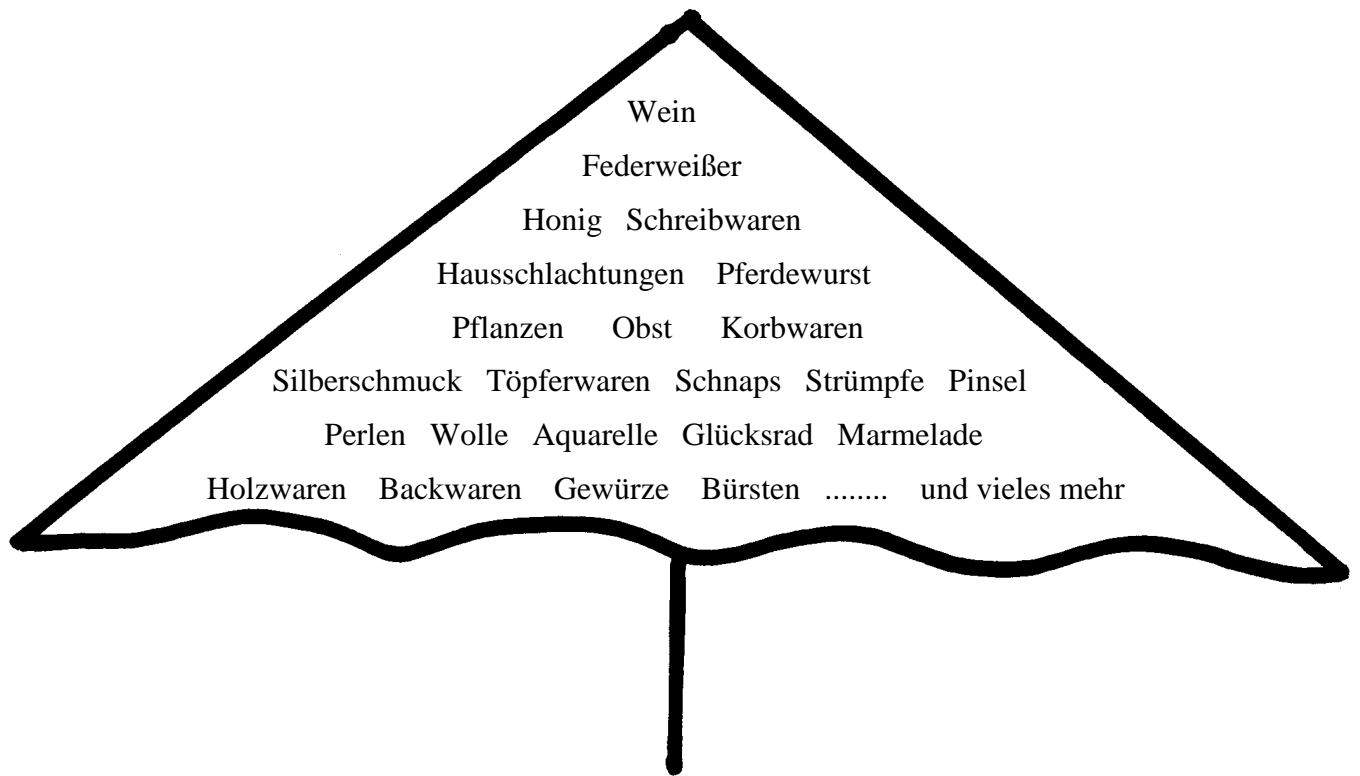 Wein
Federweißer
Honig Schreibwaren
Hausschlachtungen Pferdewurst
Pflanzen Obst Korbwaren
Silberschmuck Töpferwaren Schnaps Strümpfe Pinsel
Perlen Wolle Aquarelle Glücksrad Marmelade
Holzwaren Backwaren Gewürze Bürsten ........ und vieles mehr